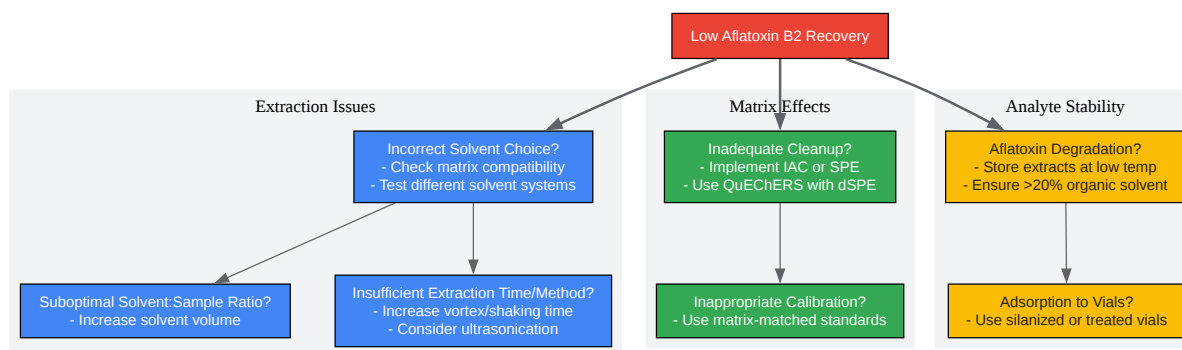 Low Aflatoxin B2 Recovery
Extraction Issues
Incorrect Solvent Choice?
- Check matrix compatibility
- Test different solvent systems
Suboptimal Solvent:Sample Ratio?
- Increase solvent volume
Insufficient Extraction Time/Method?
- Increase vortex/shaking time
- Consider ultrasonication
Matrix Effects
Inadequate Cleanup?
- Implement IAC or SPE
- Use QuEChERS with dSPE
Inappropriate Calibration?
- Use matrix-matched standards
Analyte Stability
Aflatoxin Degradation?
- Store extracts at low temp
- Ensure >20% organic solvent
Adsorption to Vials?
- Use silanized or treated vials